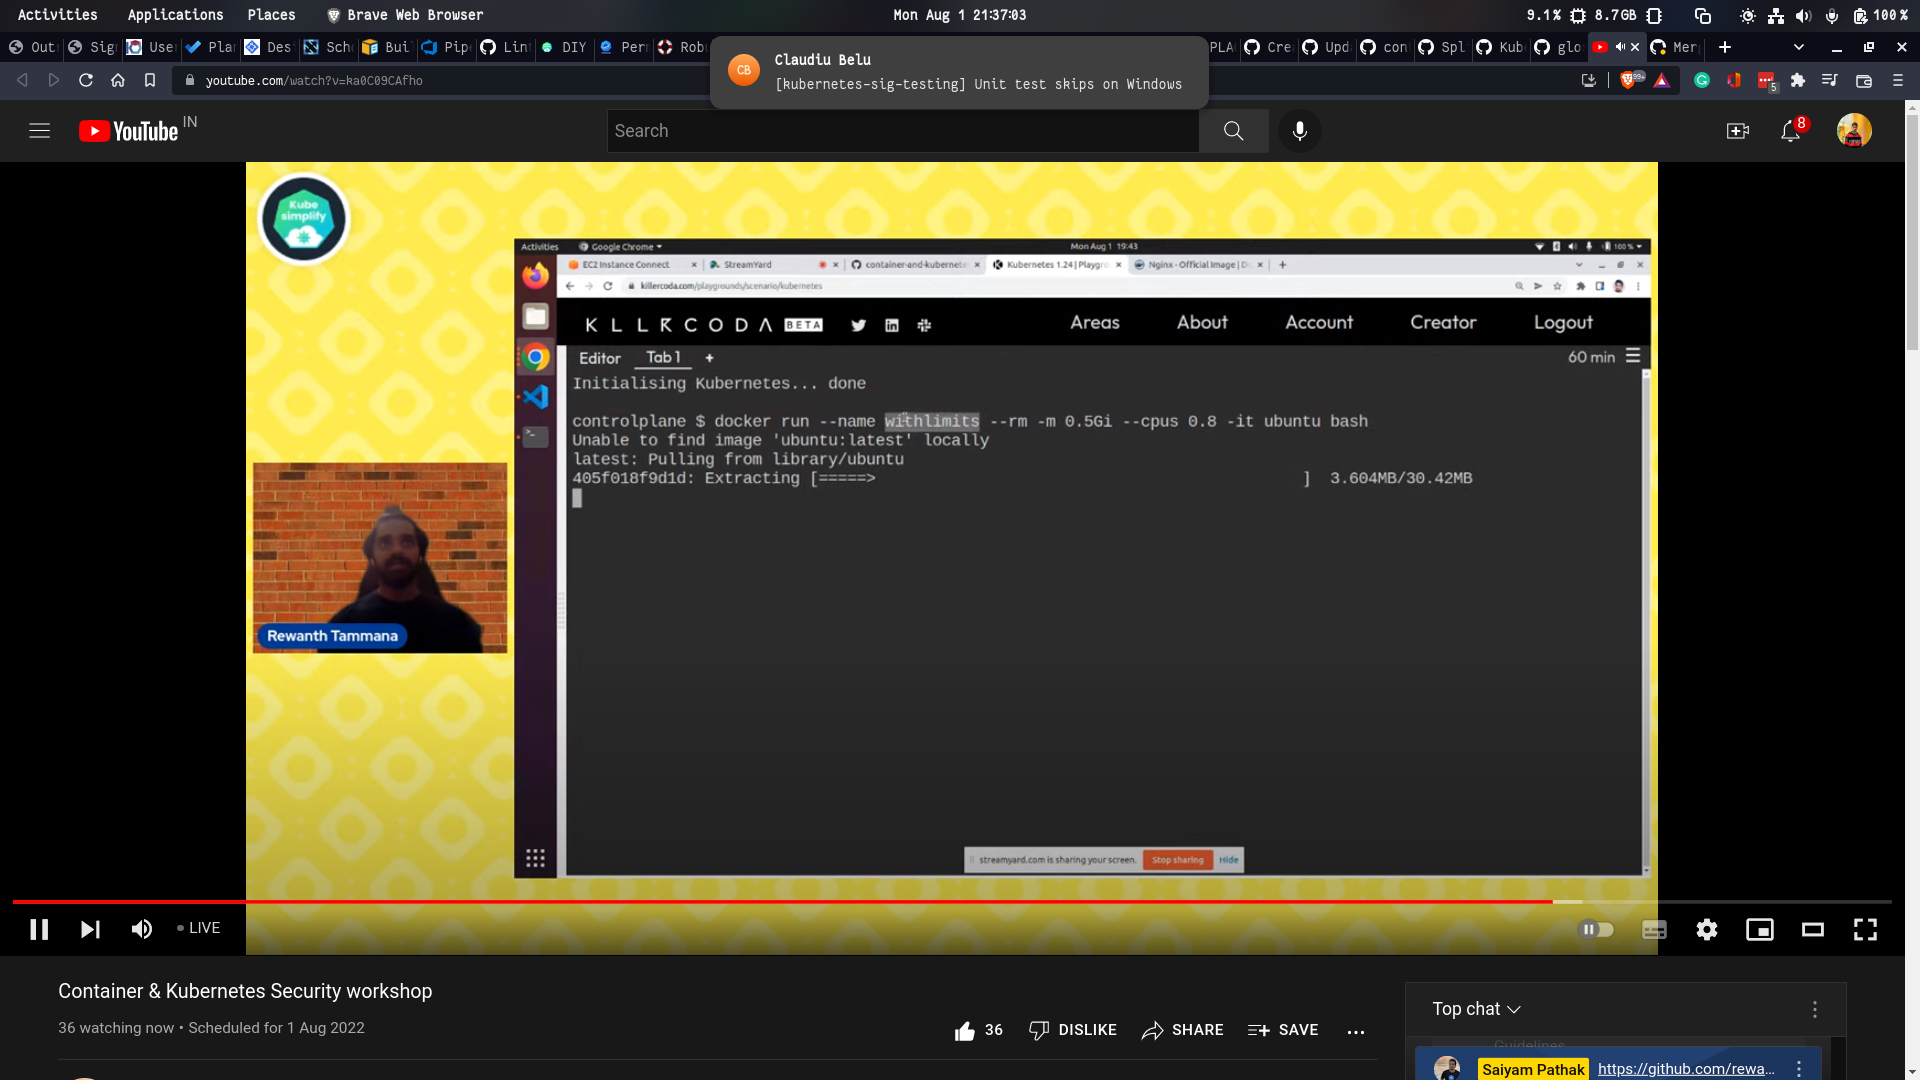 Activities Applications Places Brave Web Browser Mon Aug 1 21:37:03 9.1% 8.7GB 100%
Out Sig Use Pla Des Sch Bui Pip Lin DIY Per Rob PLA Cre Upd con Spl Kub glo Mer
Claudiu Belu
[kubernetes-sig-testing] Unit test skips on Windows
youtube.com/watch?v=ka0C09CAfho 99+ 5
YouTube IN Search 8
Kube
simplify
Activities Google Chrome Mon Aug 1 19:43 100%
EC2 Instance Connect StreamYard container-and-kubernete Kubernetes 1.24 | Playgro Nginx - Official Image | D
killercoda.com/playgrounds/scenario/kubernetes
KLLRCODA BETA Areas About Account Creator Logout
Editor Tab 1 + 60 min
Initialising Kubernetes... done
controlplane $ docker run --name withlimits --rm -m 0.5Gi --cpus 0.8 -it ubuntu bash
Unable to find image 'ubuntu:latest' locally
latest: Pulling from library/ubuntu
405f018f9d1d: Extracting [=====> ] 3.604MB/30.42MB
Rewanth Tammana
streamyard.com is sharing your screen. Stop sharing Hide
LIVE
Container & Kubernetes Security workshop
36 watching now • Scheduled for 1 Aug 2022
36 DISLIKE SHARE SAVE
Top chat
Guidelines
Saiyam Pathak https://github.com/rewa...